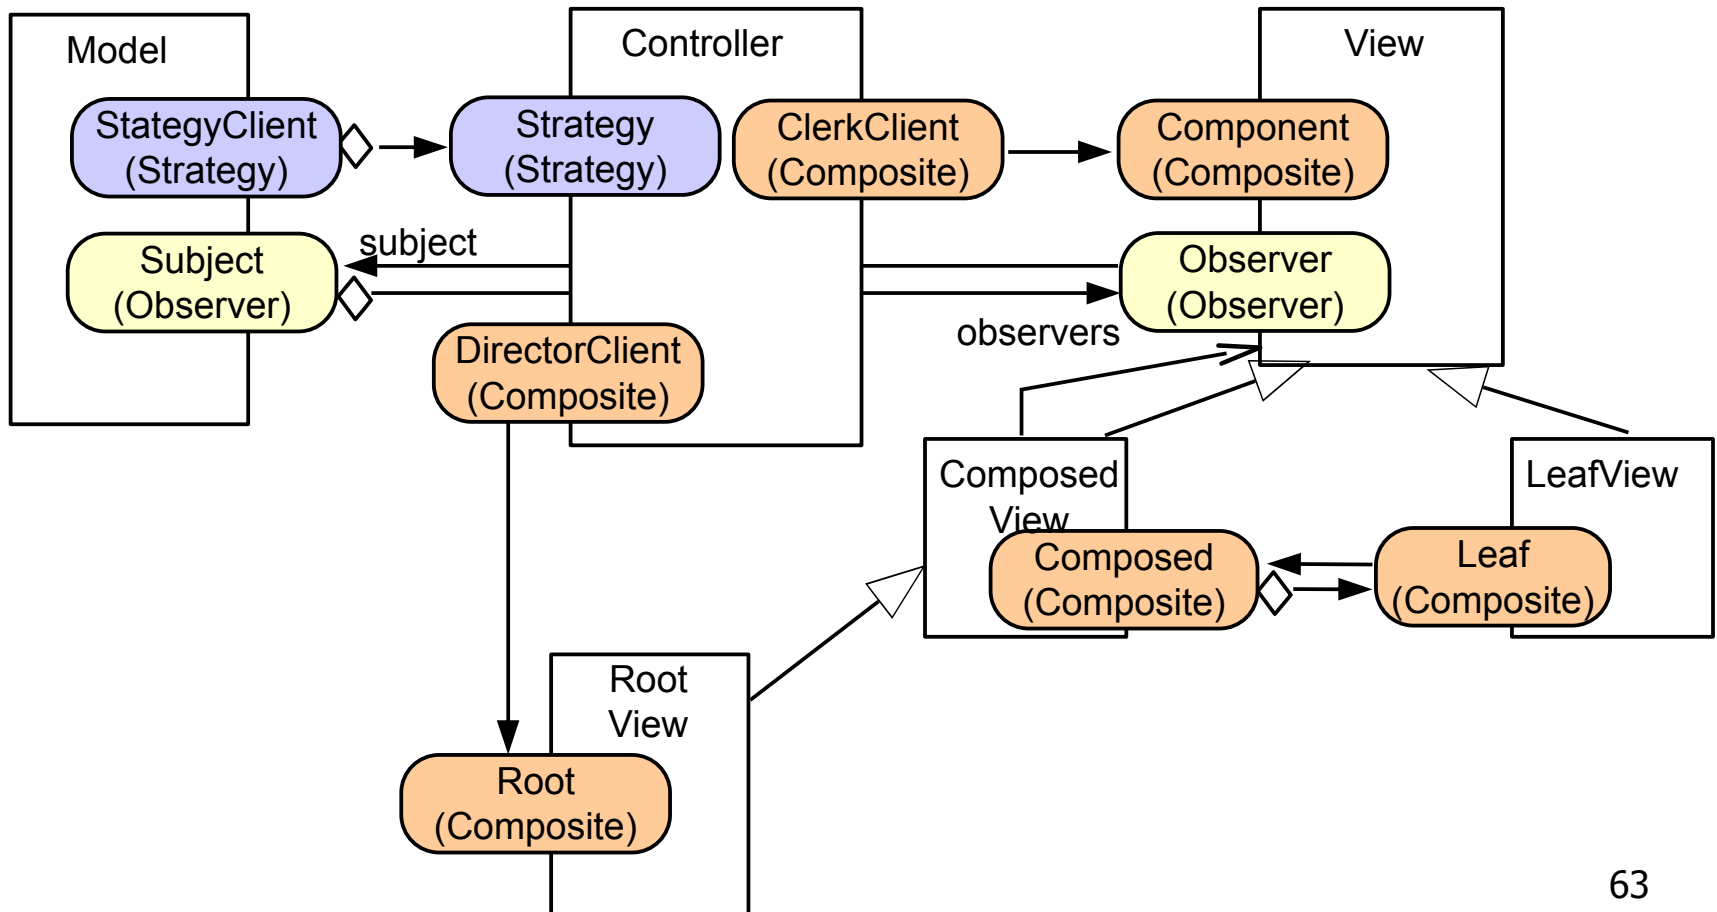 Model
Controller
View
StategyClient
(Strategy)
Strategy
(Strategy)
ClerkClient
(Composite)
Component
(Composite)
subject
Subject
(Observer)
Observer
(Observer)
observers
DirectorClient
(Composite)
Composed
View
LeafView
Composed
(Composite)
Leaf
(Composite)
Root
View
Root
(Composite)
63